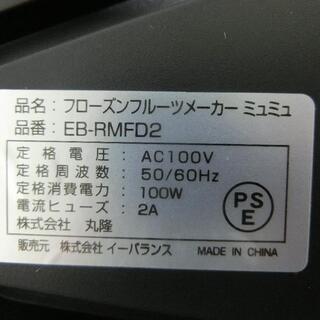 品名：フローズンフルーツメーカー ミュミュ
品番：EB-RMFD2
定格電圧：AC100V
定格周波数：50/60Hz
定格消費電力：100W
電流ヒューズ：2A
株式会社 丸隆
PS
E
販売元 株式会社 イーバランス MADE IN CHINA